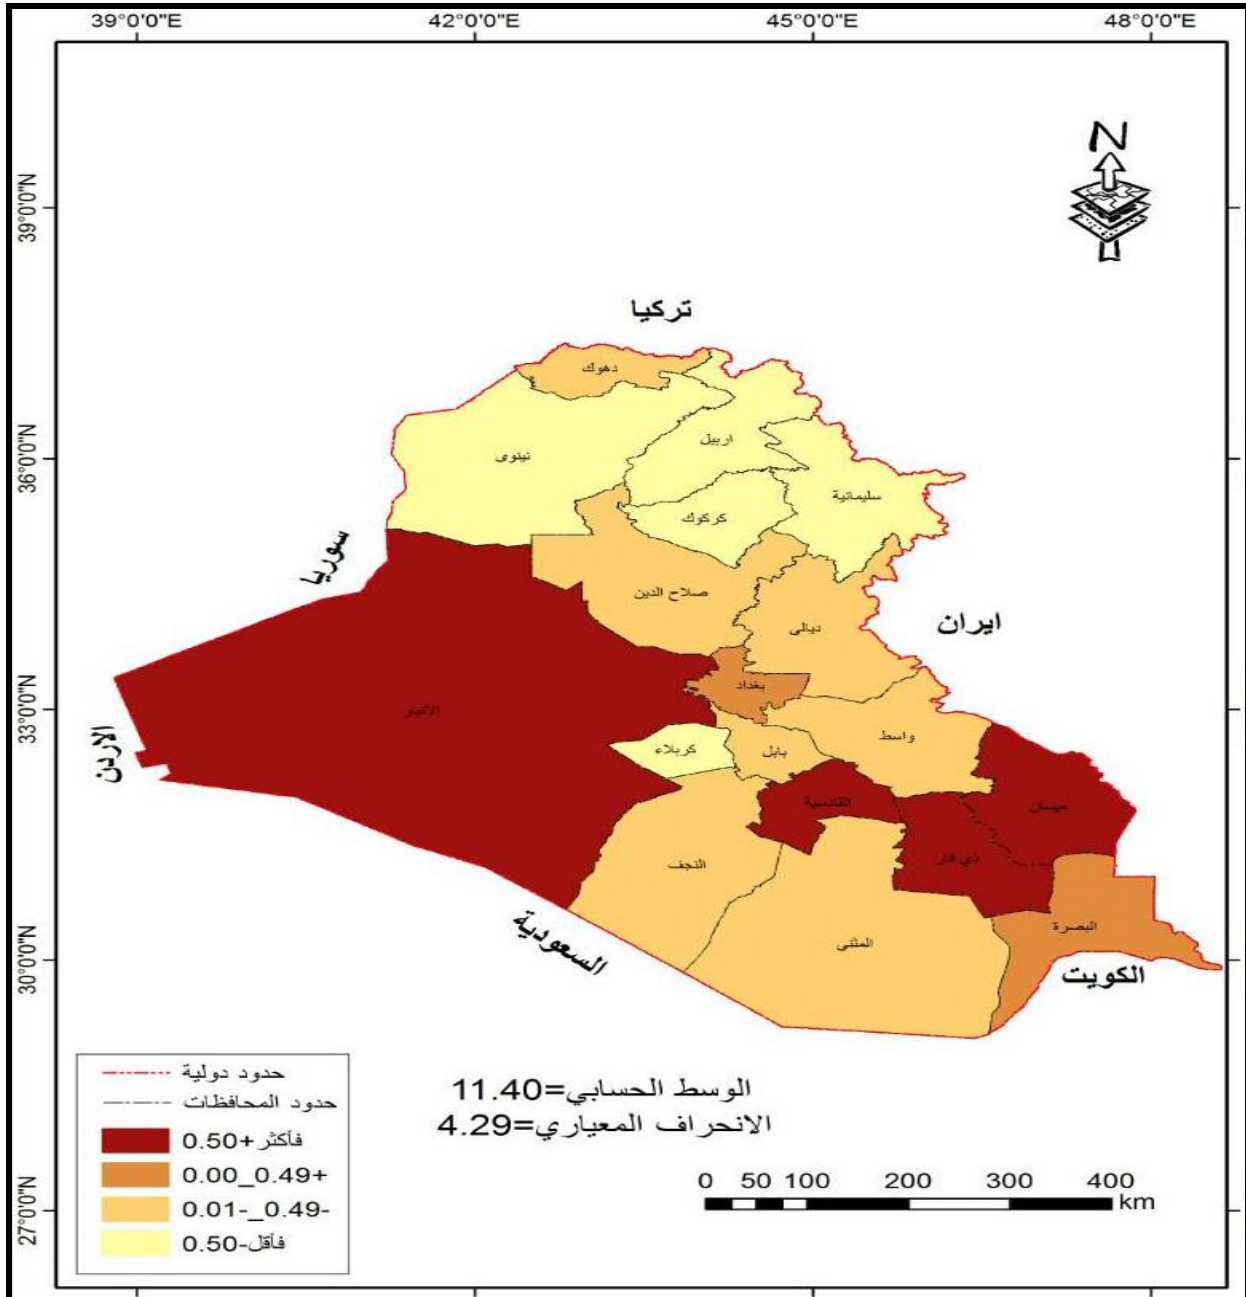 39°0'0"E
42°0'0"E
45°0'0"E
48°0'0"E
39°0'0"N
36°0'0"N
33°0'0"N
30°0'0"N
27°0'0"N
N
تركيا
دهوك
اربيل
نينوى
سليمانية
كركوك
سوريا
صلاح الدين
ديالى
ايران
بغداد
الانبار
واسط
الاردن
كربلاء
بابل
القادسية
ميسان
ذي قار
النجف
البصرة
المثنى
السعودية
الكويت
حدود دولية
حدود المحافظات
فأكثر+0.50
0.00_0.49+
0.01-_0.49-
فأقل-0.50
الوسط الحسابي=11.40
الانحراف المعياري=4.29
0 50 100 200 300 400
km